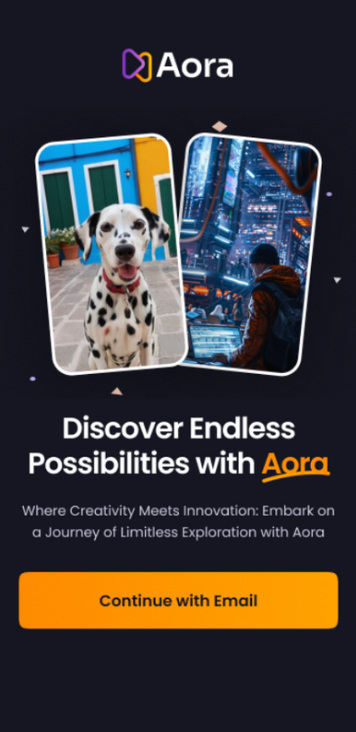 Aora
Discover Endless
Possibilities with Aora
Where Creativity Meets Innovation: Embark on
a Journey of Limitless Exploration with Aora
Continue with Email